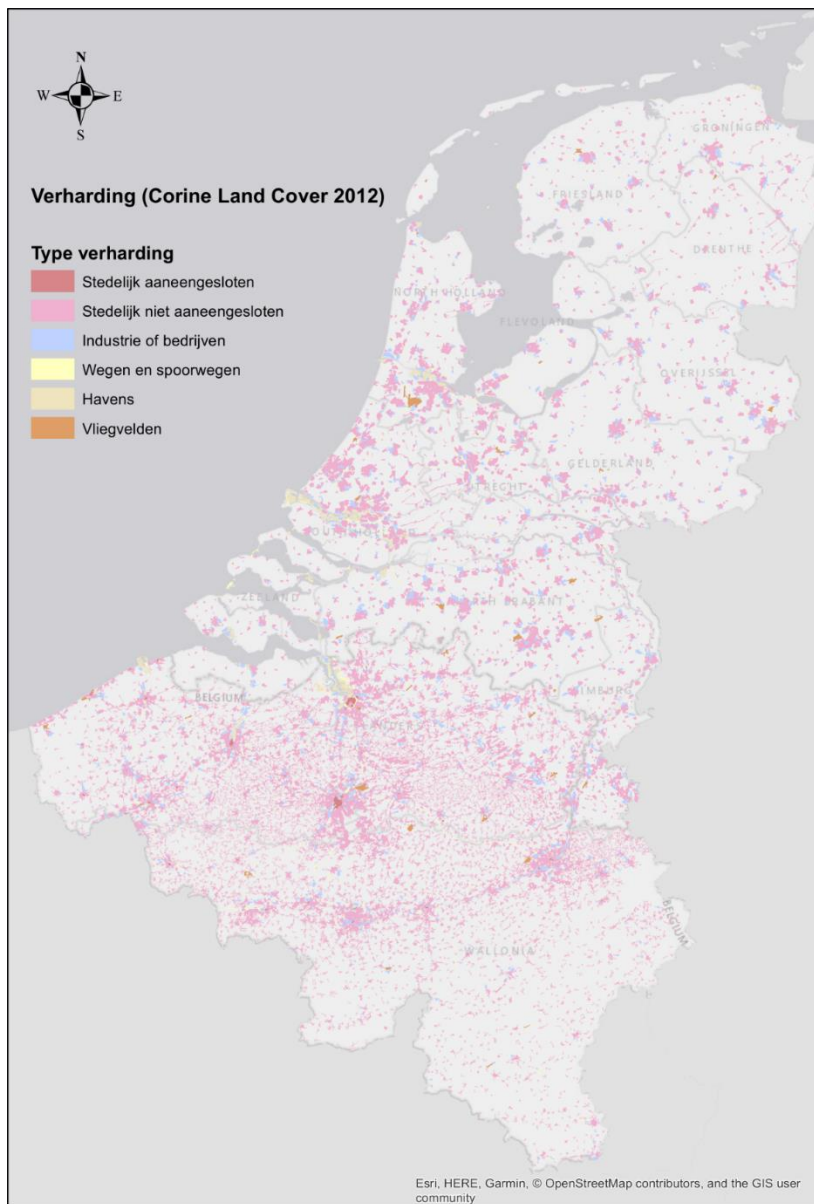 N
W E
S
Verharding (Corine Land Cover 2012)
Type verharding
Stedelijk aaneengesloten
Stedelijk niet aaneengesloten
Industrie of bedrijven
Wegen en spoorwegen
Havens
Vliegvelden
GRONINGEN
FRIESLAND
DRENTHE
NORTH HOLLAND
FLEVOLAND
OVERIJSSEL
GELDERLAND
UTRECHT
SOUTH HOLLAND
NORTH BRABANT
ZEELAND
LIMBURG
BELGIUM
WALLONIA
BELGIUM
Esri, HERE, Garmin, © OpenStreetMap contributors, and the GIS user
community